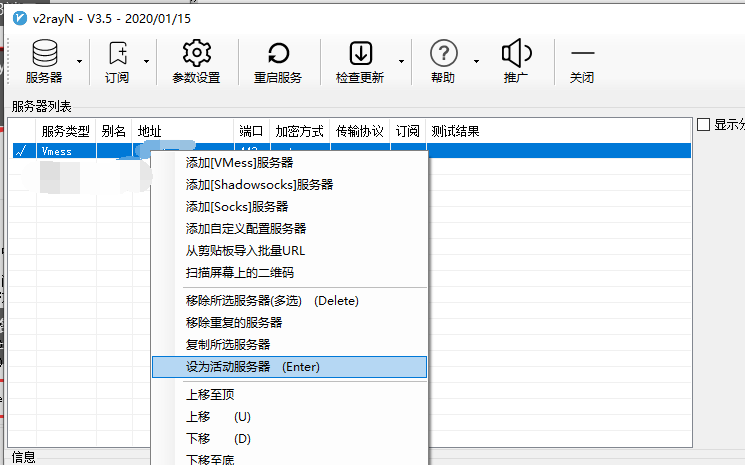 v2rayN - V3.5 - 2020/01/15
服务器 订阅 参数设置 重启服务 检查更新 帮助 推广 关闭
服务器列表
服务类型 别名 地址 端口 加密方式 传输协议 订阅 测试结果
显示分
Vmess
添加[VMess]服务器
添加[Shadowsocks]服务器
添加[Socks]服务器
添加自定义配置服务器
从剪贴板导入批量URL
扫描屏幕上的二维码
移除所选服务器(多选) (Delete)
移除重复的服务器
复制所选服务器
设为活动服务器 (Enter)
上移至顶
上移 (U)
下移 (D)
下移至底
信息